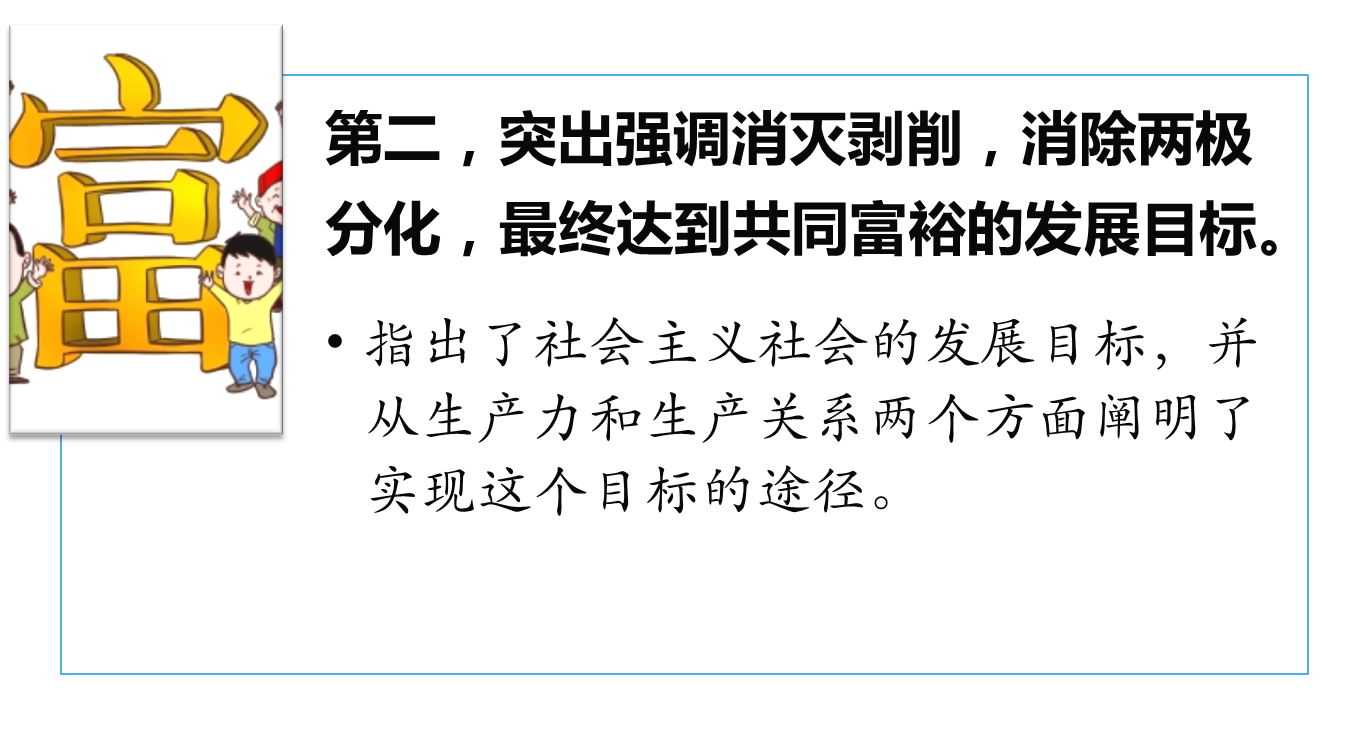 富
第二，突出强调消灭剥削，消除两极
分化，最终达到共同富裕的发展目标。
• 指出了社会主义社会的发展目标，并
从生产力和生产关系两个方面阐明了
实现这个目标的途径。